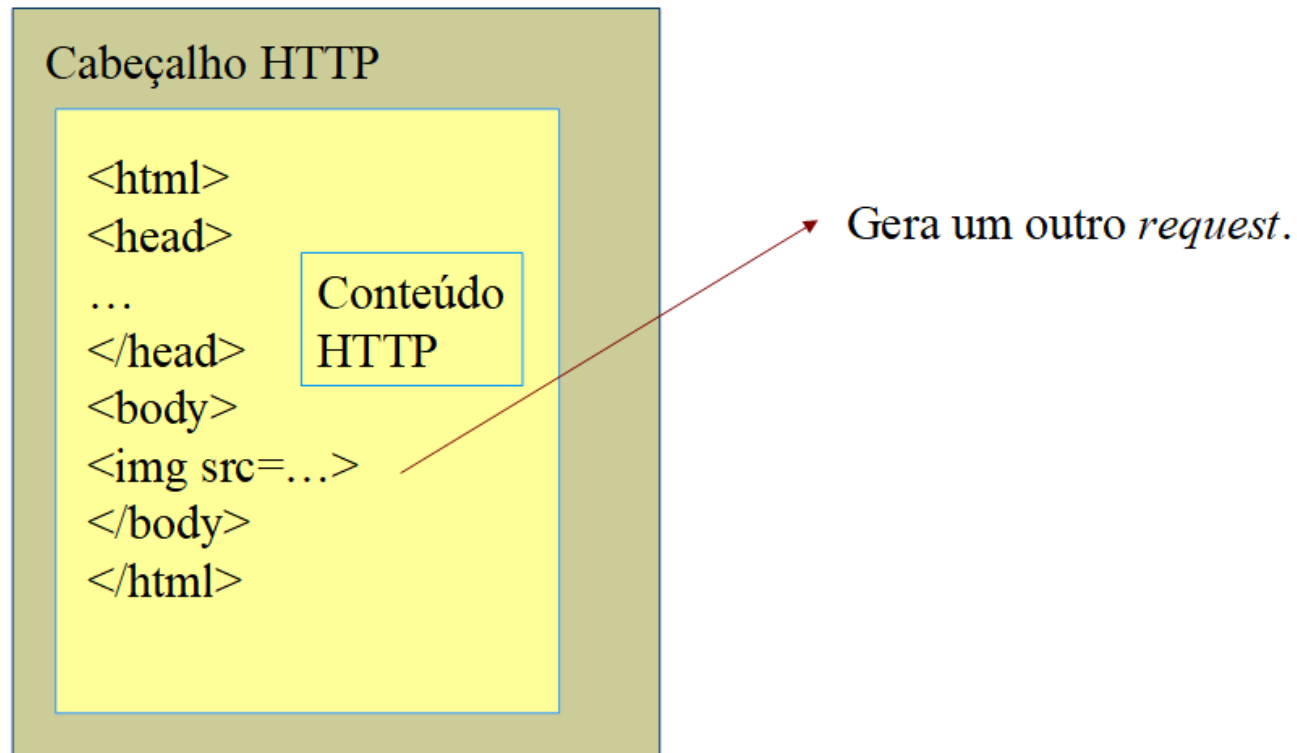 Cabeçalho HTTP
<html>
<head>
…
</head>
<body>
<img src=…>
</body>
</html>
Conteúdo
HTTP
Gera um outro request.